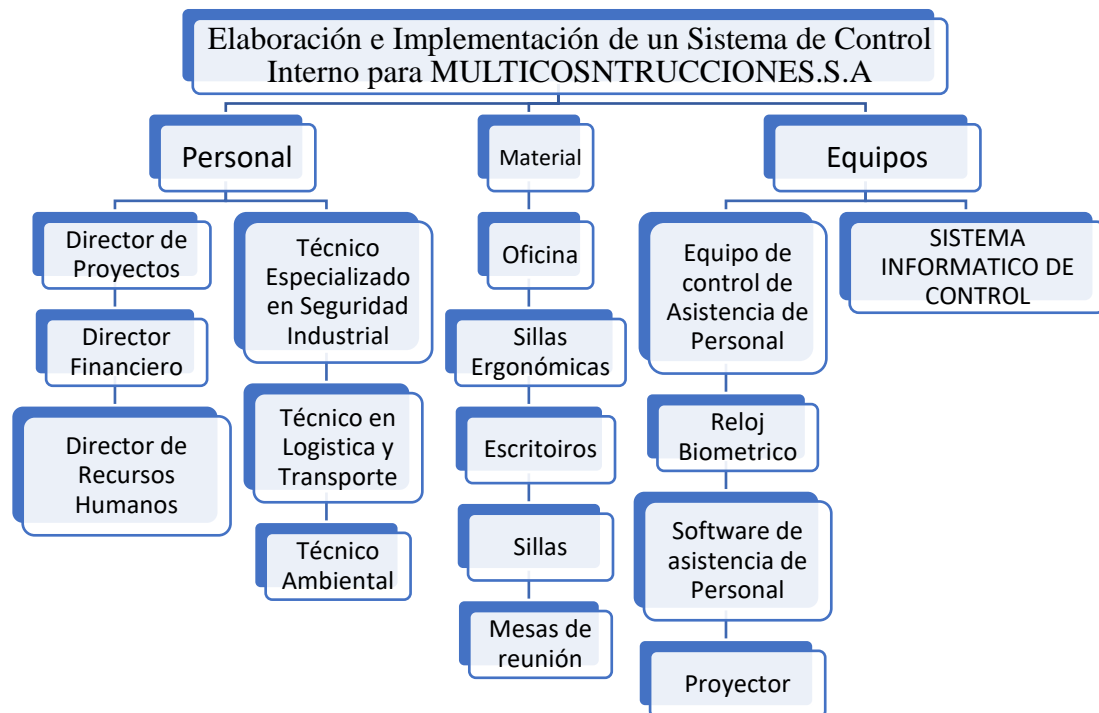 Elaboración e Implementación de un Sistema de Control
Interno para MULTICOSNTRUCCIONES.S.A
Personal
Director de
Proyectos
Director
Financiero
Director de
Recursos
Humanos
Técnico
Especializado
en Seguridad
Industrial
Técnico en
Logistica y
Transporte
Técnico
Ambiental
Material
Oficina
Sillas
Ergonómicas
Escritoiros
Sillas
Mesas de
reunión
Equipos
Equipo de
control de
Asistencia de
Personal
Reloj
Biometrico
Software de
asistencia de
Personal
Proyector
SISTEMA
INFORMATICO DE
CONTROL